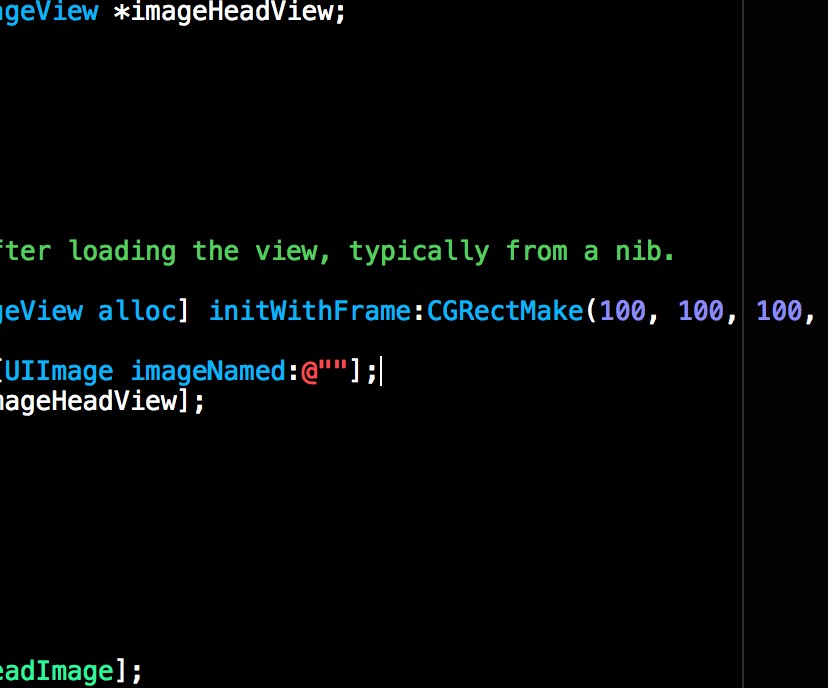 ageView *imageHeadView;
fter loading the view, typically from a nib.
geView alloc] initWithFrame:CGRectMake(100, 100, 100,
[UIImage imageNamed:@""];
mageHeadView];
eadImage];